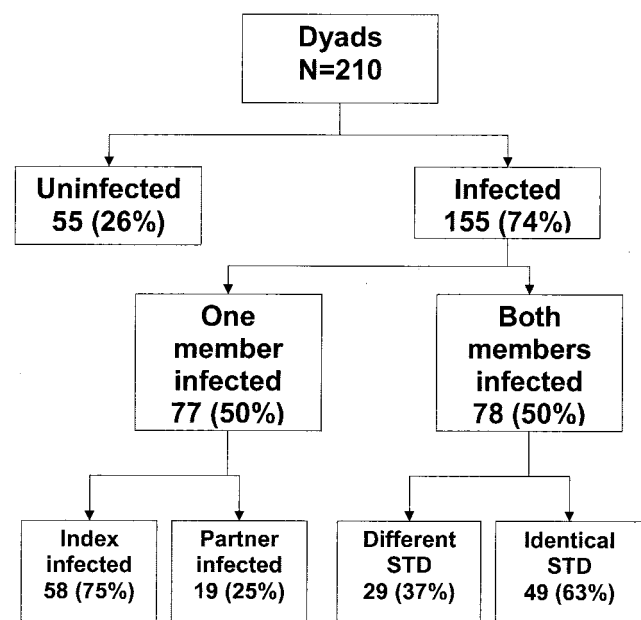 Dyads
N=210
Uninfected
55 (26%)
Infected
155 (74%)
One
member
infected
77 (50%)
Both
members
infected
78 (50%)
Index
infected
58 (75%)
Partner
infected
19 (25%)
Different
STD
29 (37%)
Identical
STD
49 (63%)